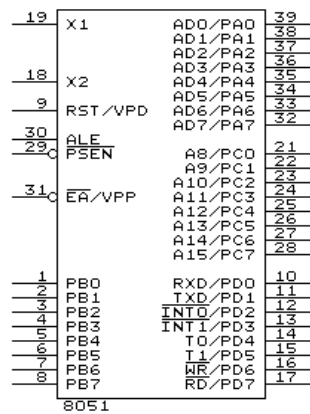 19 X1 AD0/PA0 39
AD1/PA1 38
AD2/PA2 37
AD3/PA3 36
18 X2 AD4/PA4 35
AD5/PA5 34
9 RST/VPD AD6/PA6 33
AD7/PA7 32
30 ALE
29 PSEN A8/PC0 21
A9/PC1 22
A10/PC2 23
31 EA/VPP A11/PC3 24
A12/PC4 25
A13/PC5 26
A14/PC6 27
A15/PC7 28
1 PB0 RXD/PD0 10
2 PB1 TXD/PD1 11
3 PB2 INT0/PD2 12
4 PB3 INT1/PD3 13
5 PB4 T0/PD4 14
6 PB5 T1/PD5 15
7 PB6 WR/PD6 16
8 PB7 RD/PD7 17
8051